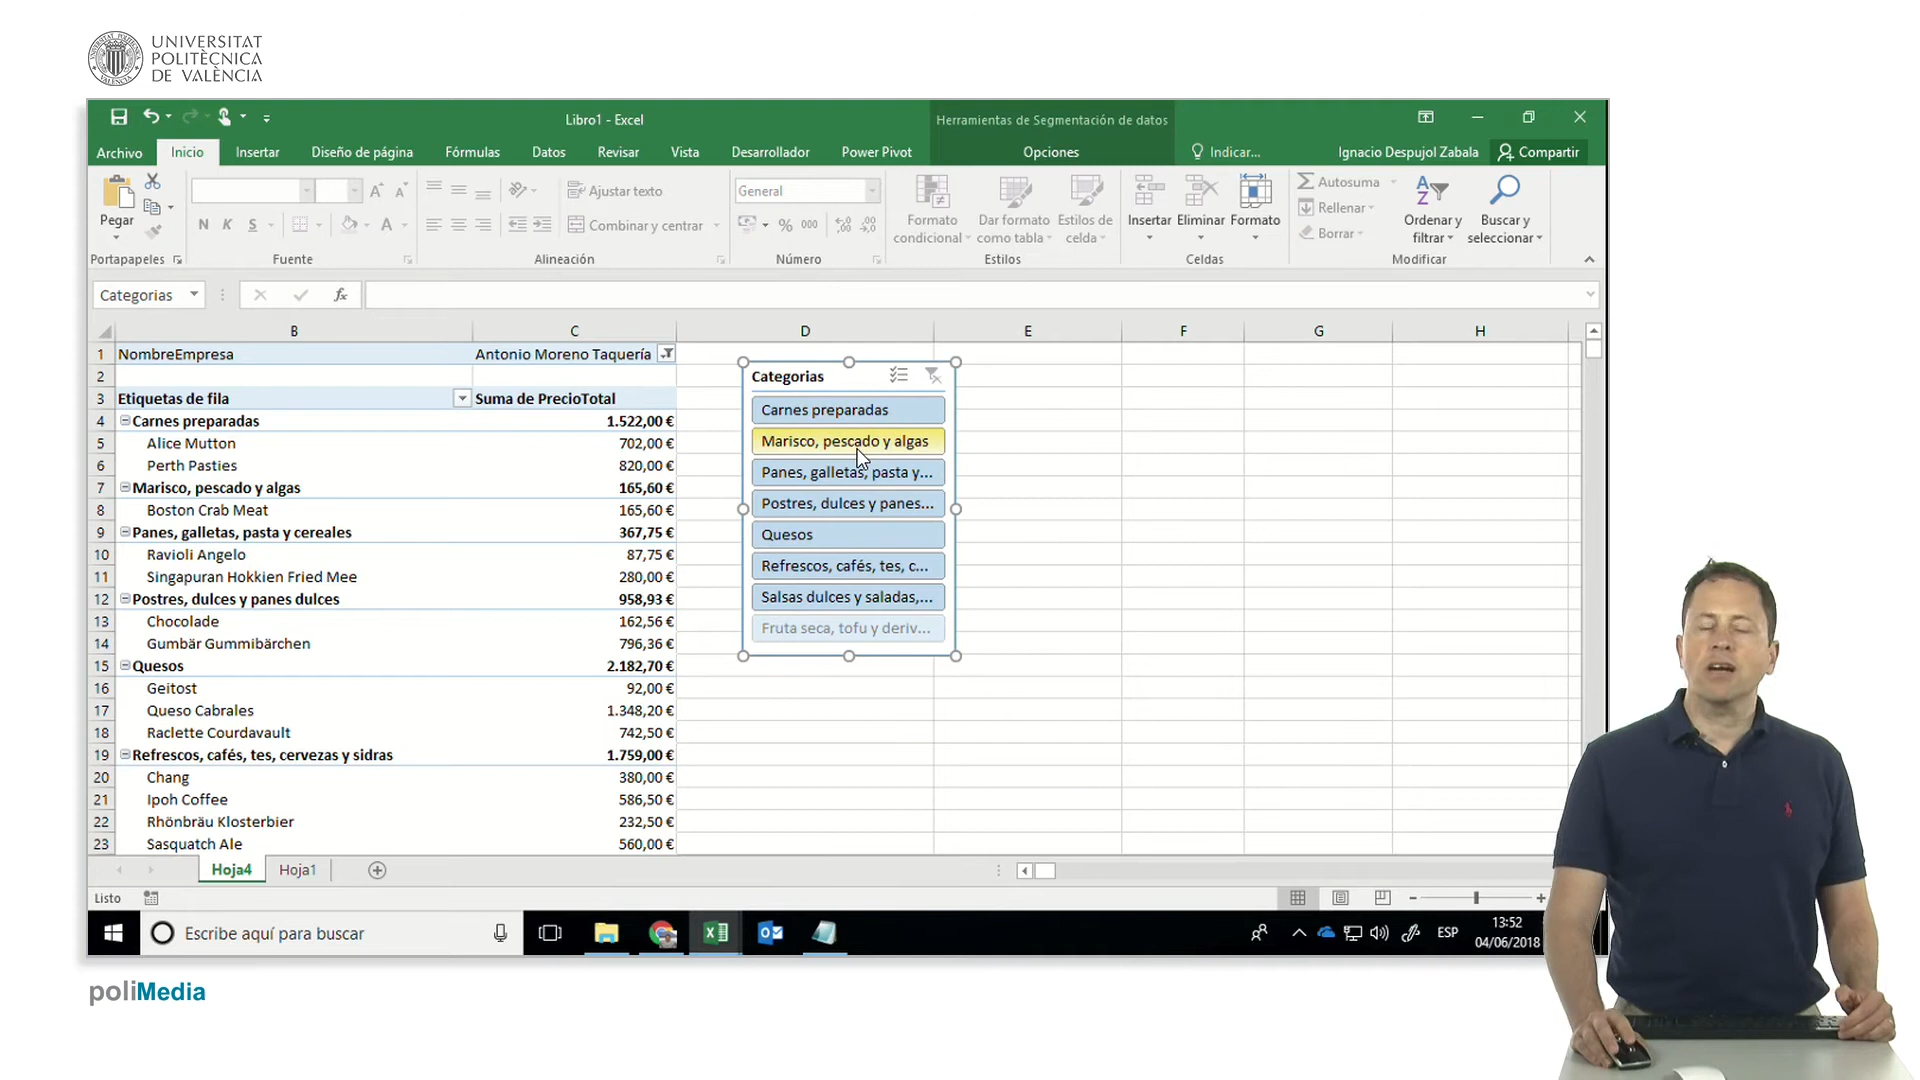 UNIVERSITAT
POLITÈCNICA
DE VALÈNCIA
Libro1 - Excel
Herramientas de Segmentación de datos
Archivo Inicio Insertar Diseño de página Fórmulas Datos Revisar Vista Desarrollador Power Pivot Opciones Indicar... Ignacio Despujol Zabala Compartir
Pegar
Portapapeles
N K S A
Fuente
Ajustar texto
Combinar y centrar
Alineación
General
% 000
Número
Formato condicional
Dar formato como tabla
Estilos de celda
Estilos
Insertar Eliminar Formato
Celdas
Autosuma
Rellenar
Borrar
Ordenar y filtrar
Buscar y seleccionar
Modificar
Categorias fx
B C D E F G H
1 NombreEmpresa Antonio Moreno Taquería
2
3 Etiquetas de fila Suma de PrecioTotal
4 Carnes preparadas 1.522,00 €
5 Alice Mutton 702,00 €
6 Perth Pasties 820,00 €
7 Marisco, pescado y algas 165,60 €
8 Boston Crab Meat 165,60 €
9 Panes, galletas, pasta y cereales 367,75 €
10 Ravioli Angelo 87,75 €
11 Singapuran Hokkien Fried Mee 280,00 €
12 Postres, dulces y panes dulces 958,93 €
13 Chocolade 162,56 €
14 Gumbär Gummibärchen 796,36 €
15 Quesos 2.182,70 €
16 Geitost 92,00 €
17 Queso Cabrales 1.348,20 €
18 Raclette Courdavault 742,50 €
19 Refrescos, cafés, tes, cervezas y sidras 1.759,00 €
20 Chang 380,00 €
21 Ipoh Coffee 586,50 €
22 Rhönbräu Klosterbier 232,50 €
23 Sasquatch Ale 560,00 €
Categorias
Carnes preparadas
Marisco, pescado y algas
Panes, galletas, pasta y...
Postres, dulces y panes...
Quesos
Refrescos, cafés, tes, c...
Salsas dulces y saladas,...
Fruta seca, tofu y deriv...
Hoja4 Hoja1
Listo
Escribe aquí para buscar
ESP
13:52
04/06/2018
poliMedia